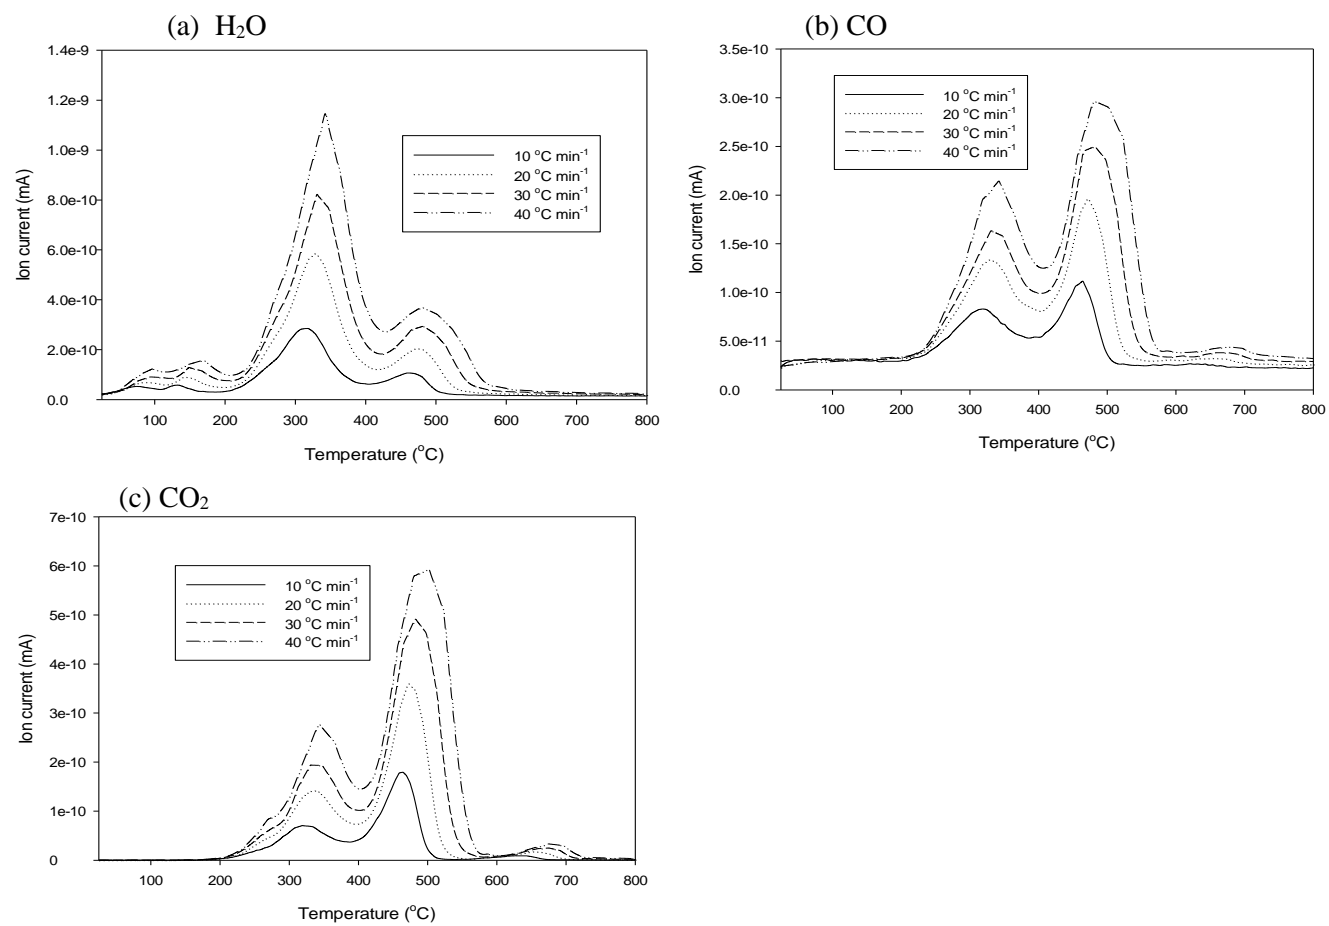 (a) H₂O
1.4e-9
1.2e-9
1.0e-9
8.0e-10
6.0e-10
4.0e-10
2.0e-10
0.0
Ion current (mA)
10 °C min⁻¹
20 °C min⁻¹
30 °C min⁻¹
40 °C min⁻¹
100 200 300 400 500 600 700 800
Temperature (°C)
(b) CO
3.5e-10
3.0e-10
2.5e-10
2.0e-10
1.5e-10
1.0e-10
5.0e-11
0.0
Ion current (mA)
10 °C min⁻¹
20 °C min⁻¹
30 °C min⁻¹
40 °C min⁻¹
100 200 300 400 500 600 700 800
Temperature (°C)
(c) CO₂
7e-10
6e-10
5e-10
4e-10
3e-10
2e-10
1e-10
0
Ion current (mA)
10 °C min⁻¹
20 °C min⁻¹
30 °C min⁻¹
40 °C min⁻¹
100 200 300 400 500 600 700 800
Temperature (°C)